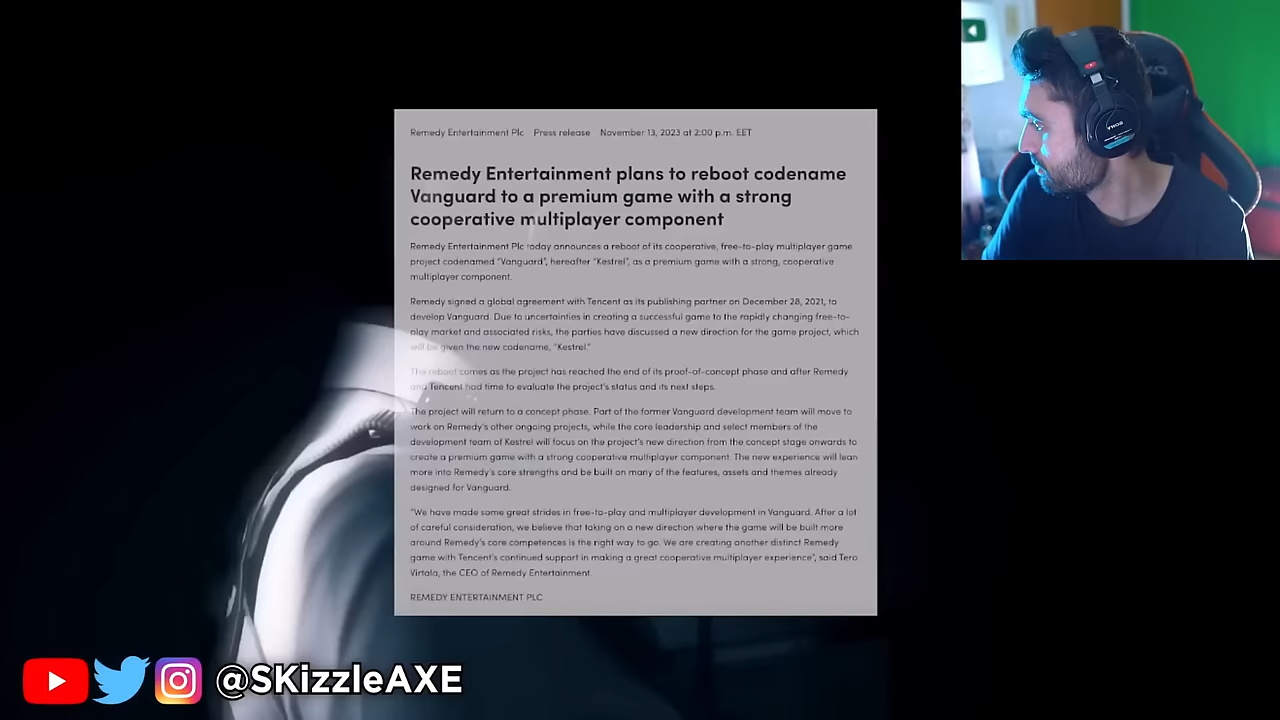 Remedy Entertainment Plc Press release November 13, 2023 at 2:00 p.m. EET
Remedy Entertainment plans to reboot codename
Vanguard to a premium game with a strong
cooperative multiplayer component
Remedy Entertainment Plc today announces a reboot of its cooperative, free-to-play multiplayer game
project codenamed "Vanguard", hereafter "Kestrel", as a premium game with a strong, cooperative
multiplayer component.
Remedy signed a global agreement with Tencent as its publishing partner on December 28, 2021, to
develop Vanguard. Due to uncertainties in creating a successful game to the rapidly changing free-to-
play market and associated risks, the parties have discussed a new direction for the game project, which
will be given the new codename, "Kestrel."
The reboot comes as the project has reached the end of its proof-of-concept phase and after Remedy
and Tencent had time to evaluate the project's status and its next steps.
The project will return to a concept phase. Part of the former Vanguard development team will move to
work on Remedy's other ongoing projects, while the core leadership and select members of the
development team of Kestrel will focus on the project's new direction from the concept stage onwards to
create a premium game with a strong cooperative multiplayer component. The new experience will lean
more into Remedy's core strengths and be built on many of the features, assets and themes already
designed for Vanguard.
"We have made some great strides in free-to-play and multiplayer development in Vanguard. After a lot
of careful consideration, we believe that taking on a new direction where the game will be built more
around Remedy's core competences is the right way to go. We are creating another distinct Remedy
game with Tencent's continued support in making a great cooperative multiplayer experience", said Tero
Virtala, the CEO of Remedy Entertainment.
REMEDY ENTERTAINMENT PLC
@SKizzleAXE